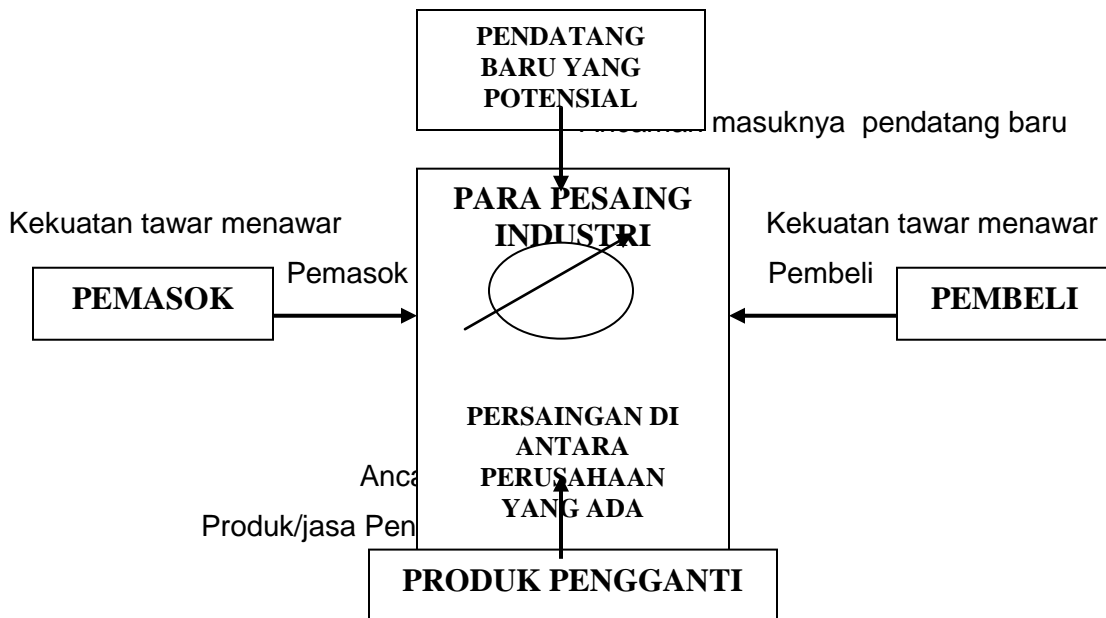 PENDATANG
BARU YANG
POTENSIAL
masuknya pendatang baru
PARA PESAING
INDUSTRI
Kekuatan tawar menawar
Pemasok
PEMASOK
Kekuatan tawar menawar
Pembeli
PEMBELI
PERSAINGAN DI
ANTARA
PERUSAHAAN
YANG ADA
Produk/jasa
PRODUK PENGGANTI